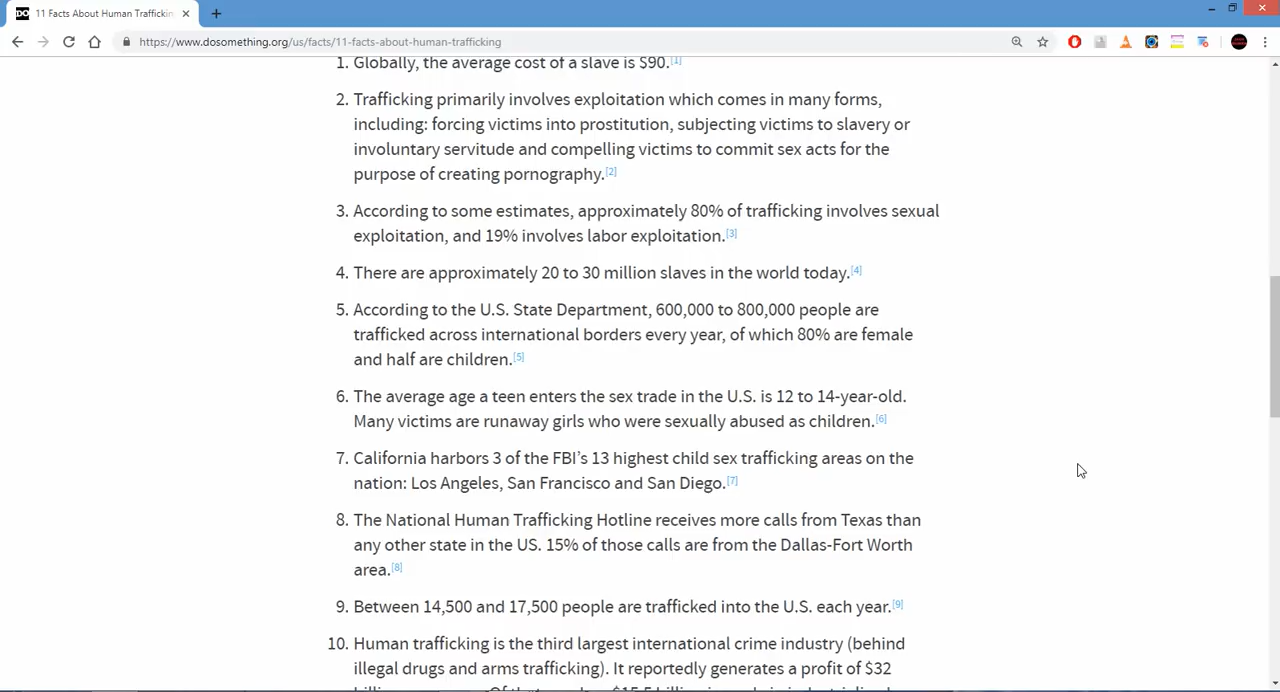 11 Facts About Human Traffickin
https://www.dosomething.org/us/facts/11-facts-about-human-trafficking
1. Globally, the average cost of a slave is $90.[1]
2. Trafficking primarily involves exploitation which comes in many forms,
including: forcing victims into prostitution, subjecting victims to slavery or
involuntary servitude and compelling victims to commit sex acts for the
purpose of creating pornography.[2]
3. According to some estimates, approximately 80% of trafficking involves sexual
exploitation, and 19% involves labor exploitation.[3]
4. There are approximately 20 to 30 million slaves in the world today.[4]
5. According to the U.S. State Department, 600,000 to 800,000 people are
trafficked across international borders every year, of which 80% are female
and half are children.[5]
6. The average age a teen enters the sex trade in the U.S. is 12 to 14-year-old.
Many victims are runaway girls who were sexually abused as children.[6]
7. California harbors 3 of the FBI’s 13 highest child sex trafficking areas on the
nation: Los Angeles, San Francisco and San Diego.[7]
8. The National Human Trafficking Hotline receives more calls from Texas than
any other state in the US. 15% of those calls are from the Dallas-Fort Worth
area.[8]
9. Between 14,500 and 17,500 people are trafficked into the U.S. each year.[9]
10. Human trafficking is the third largest international crime industry (behind
illegal drugs and arms trafficking). It reportedly generates a profit of $32